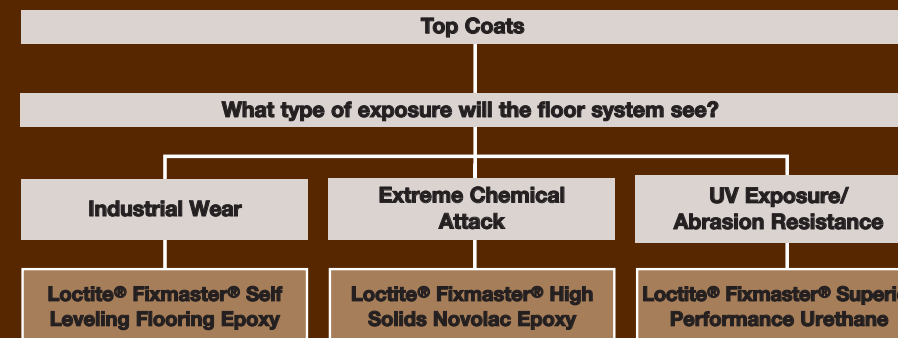 Top Coats
What type of exposure will the floor system see?
Industrial Wear
Extreme Chemical
Attack
UV Exposure/
Abrasion Resistance
Loctite® Fixmaster® Self
Leveling Flooring Epoxy
Loctite® Fixmaster® High
Solids Novolac Epoxy
Loctite® Fixmaster®
Performance Urethane